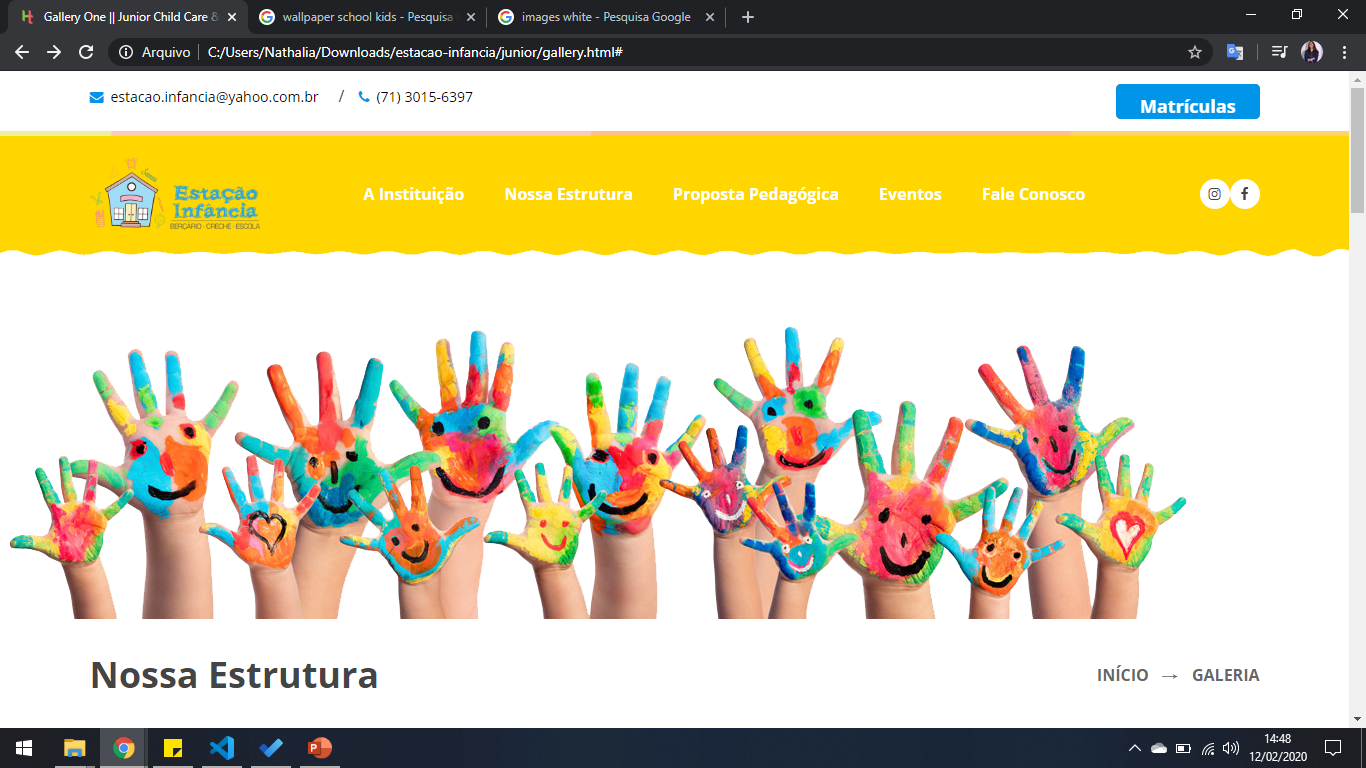 Gallery One || Junior Child Care &
wallpaper school kids - Pesquisa
images white - Pesquisa Google
Arquivo
C:/Users/Nathalia/Downloads/estacao-infancia/junior/gallery.html#
estacao.infancia@yahoo.com.br / (71) 3015-6397
Matrículas
Estação
Infância
BERÇÁRIO · CRECHE · ESCOLA
A Instituição
Nossa Estrutura
Proposta Pedagógica
Eventos
Fale Conosco
Nossa Estrutura
INÍCIO → GALERIA
14:48
12/02/2020